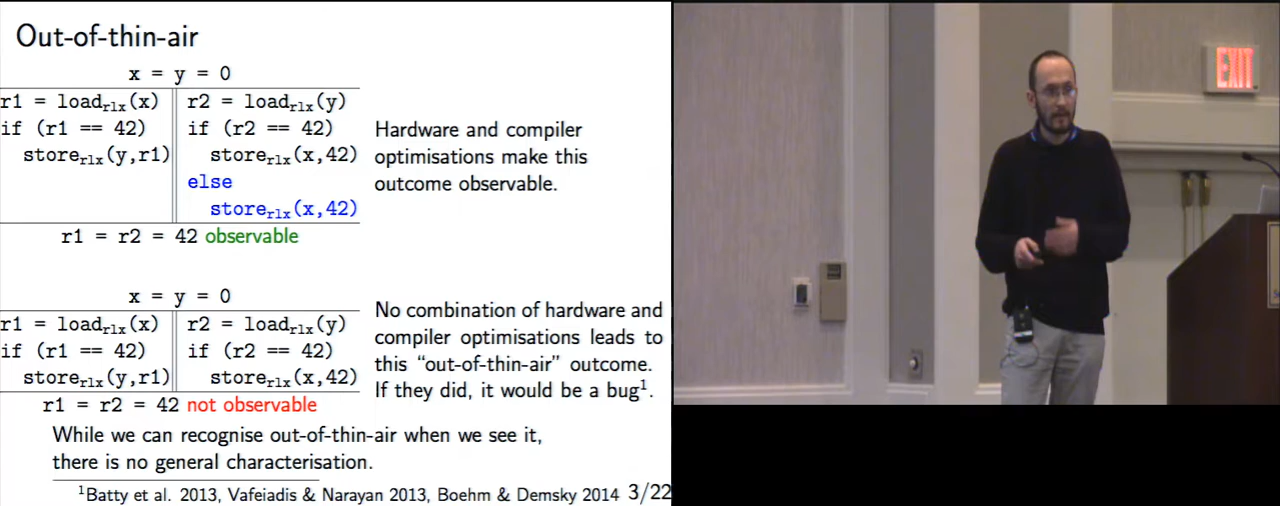 Out-of-thin-air
x = y = 0
r1 = load_rlx(x) r2 = load_rlx(y)
if (r1 == 42) if (r2 == 42)
store_rlx(y,r1) store_rlx(x,42)
else
store_rlx(x,42)
r1 = r2 = 42 observable
Hardware and compiler
optimisations make this
outcome observable.
x = y = 0
r1 = load_rlx(x) r2 = load_rlx(y)
if (r1 == 42) if (r2 == 42)
store_rlx(y,r1) store_rlx(x,42)
r1 = r2 = 42 not observable
No combination of hardware and
compiler optimisations leads to
this “out-of-thin-air” outcome.
If they did, it would be a bug¹.
While we can recognise out-of-thin-air when we see it,
there is no general characterisation.
¹Batty et al. 2013, Vafeiadis & Narayan 2013, Boehm & Demsky 2014 3/22
EXIT